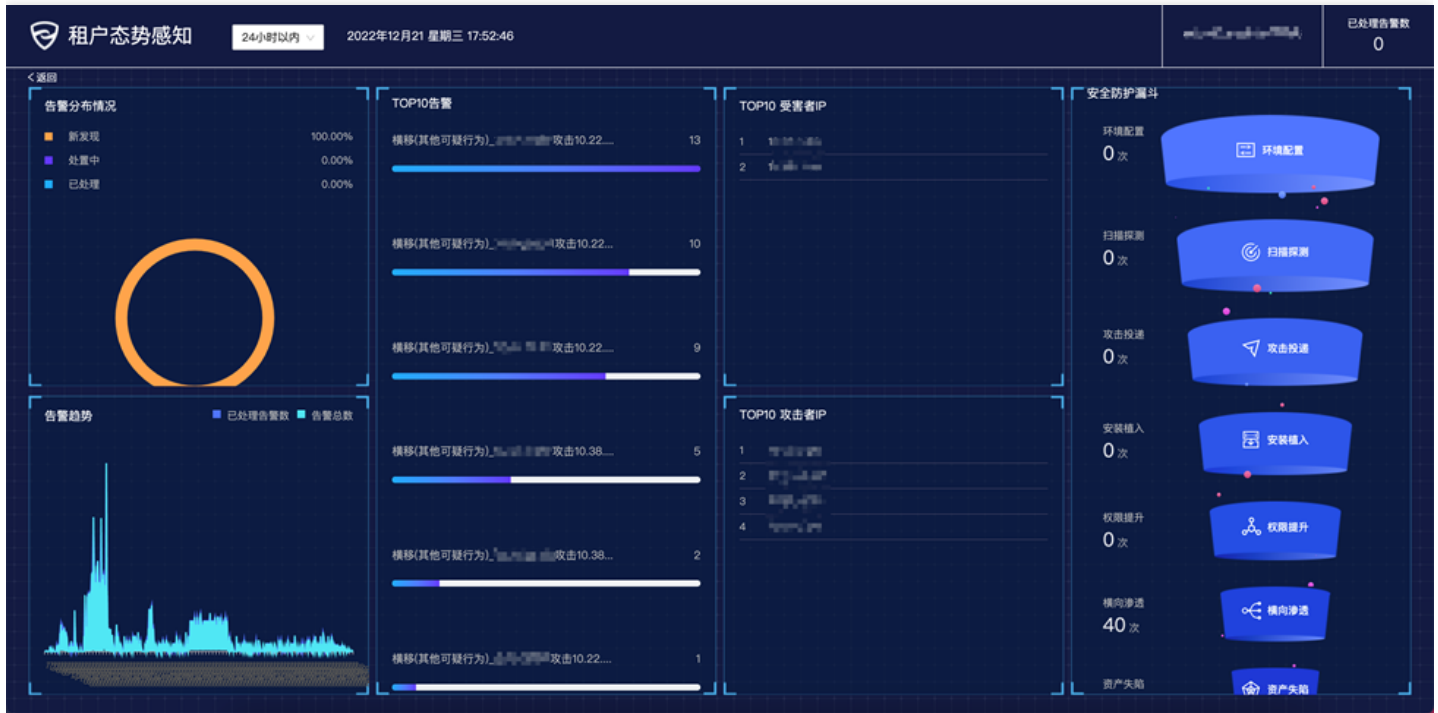 租户态势感知
24小时以内
2022年12月21 星期三 17:52:46
已处理告警数
0
<返回
告警分布情况
新发现 100.00%
处置中 0.00%
已处理 0.00%
告警趋势
已处理告警数 告警总数
TOP10告警
横移(其他可疑行为)_ 攻击10.22.... 13
横移(其他可疑行为)_ 攻击10.22... 10
横移(其他可疑行为)_ 攻击10.22.... 9
横移(其他可疑行为)_ 攻击10.38.... 5
横移(其他可疑行为)_ 攻击10.38... 2
横移(其他可疑行为)_ 攻击10.22.... 1
TOP10 受害者IP
1
2
TOP10 攻击者IP
1
2
3
4
安全防护漏斗
环境配置
0 次
环境配置
扫描探测
0 次
扫描探测
攻击投递
0 次
攻击投递
安装植入
0 次
安装植入
权限提升
0 次
权限提升
横向渗透
40 次
横向渗透
资产失陷
资产失陷